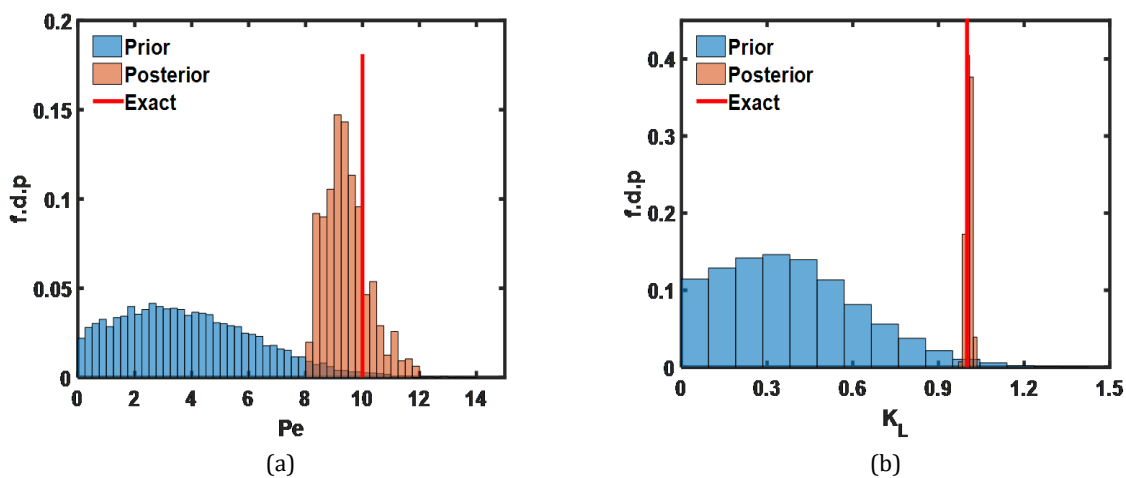 0.2
0.15
0.1
0.05
0
f.d.p
Prior
Posterior
Exact
0 2 4 6 8 10 12 14
Pe
(a)
0.4
0.3
0.2
0.1
0
f.d.p
Prior
Posterior
Exact
0 0.3 0.6 0.9 1.2 1.5
K_L
(b)